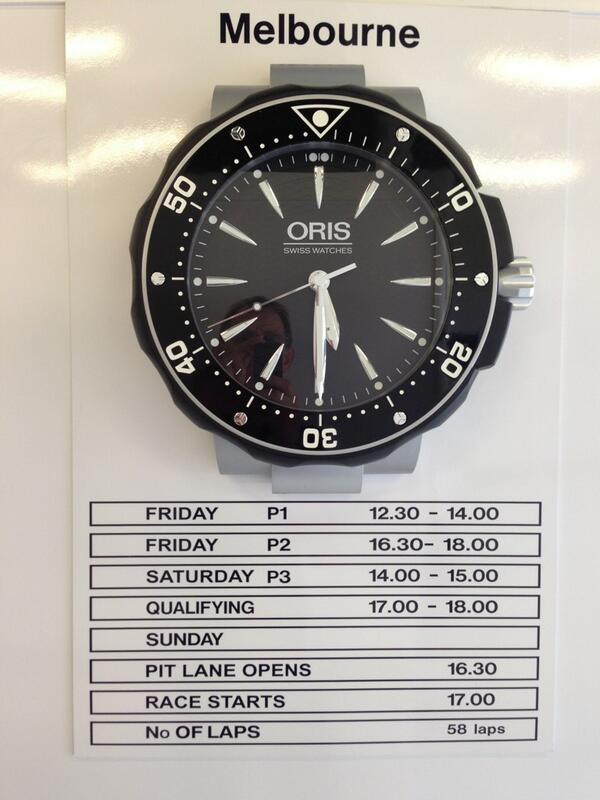 Melbourne
50
10
ORIS
SWISS WATCHES
40
20
30
FRIDAY P1 12.30 - 14.00
FRIDAY P2 16.30- 18.00
SATURDAY P3 14.00 - 15.00
QUALIFYING 17.00 - 18.00
SUNDAY
PIT LANE OPENS 16.30
RACE STARTS 17.00
No OF LAPS 58 laps